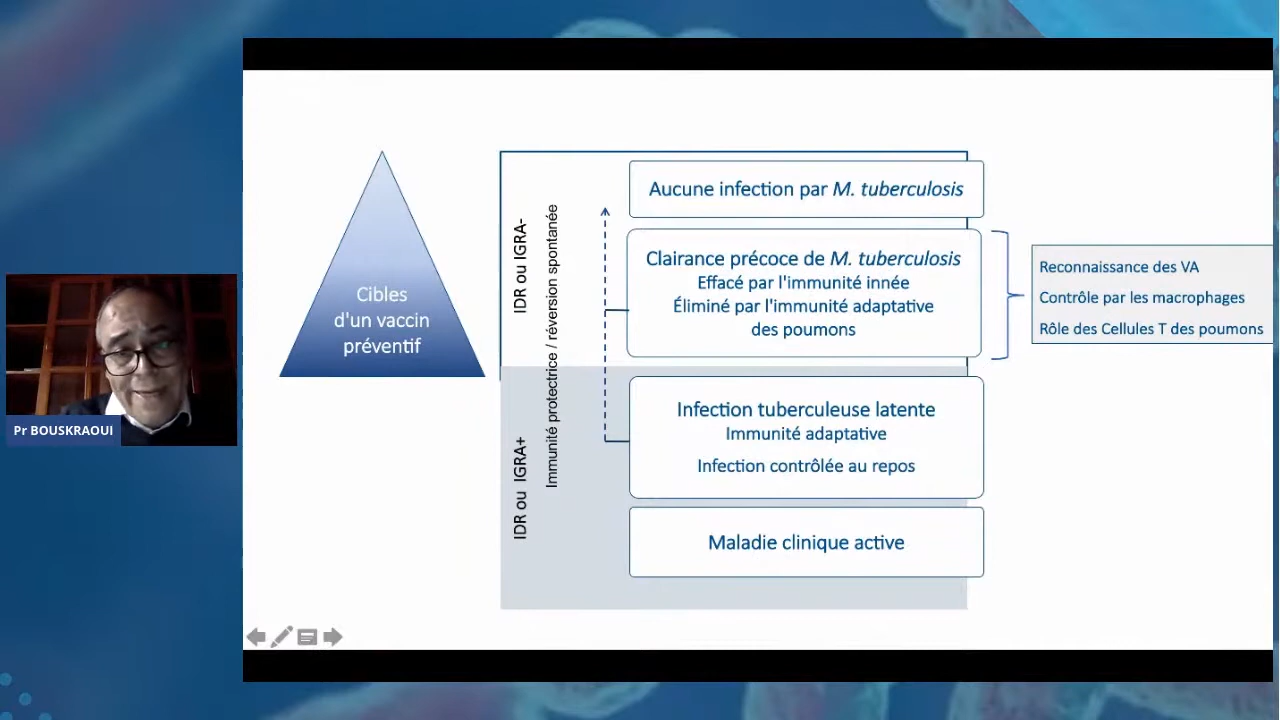 Cibles
d'un vaccin
préventif
IDR ou IGRA-
IDR ou IGRA+
Immunité protectrice / réversion spontanée
Aucune infection par M. tuberculosis
Clairance précoce de M. tuberculosis
Effacé par l'immunité innée
Éliminé par l'immunité adaptative
des poumons
Infection tuberculeuse latente
Immunité adaptative
Infection contrôlée au repos
Maladie clinique active
Reconnaissance des VA
Contrôle par les macrophages
Rôle des Cellules T des poumons
Pr BOUSKRAOUI